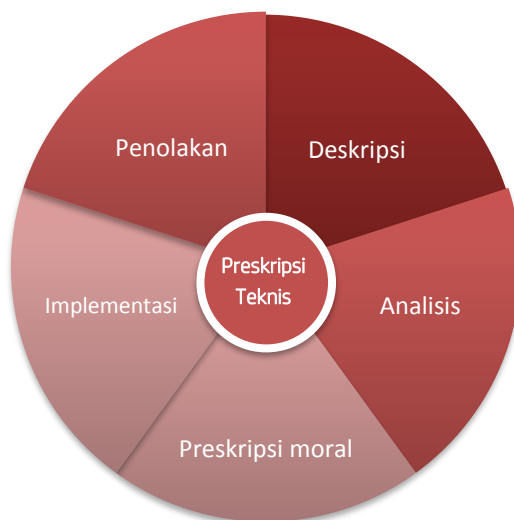 Penolakan
Deskripsi
Preskripsi
Teknis
Implementasi
Analisis
Preskripsi moral